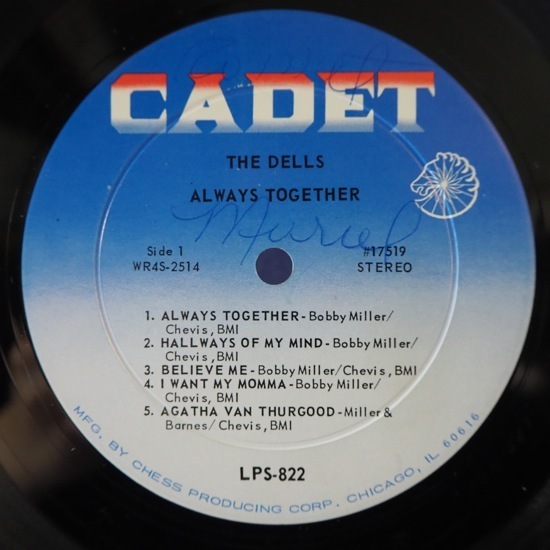 CADET
THE DELLS
ALWAYS TOGETHER
Muriel
Side 1
WR4S-2514
#17519
STEREO
1. ALWAYS TOGETHER-Bobby Miller/
Chevis, BMI
2. HALLWAYS OF MY MIND-Bobby Miller/
Chevis, BMI
3. BELIEVE ME-Bobby Miller/Chevis, BMI
4. I WANT MY MOMMA-Bobby Miller/
Chevis, BMI
5. AGATHA VAN THURGOOD-Miller &
Barnes/Chevis, BMI
LPS-822
MFG. BY CHESS PRODUCING CORP. CHICAGO, IL 60616